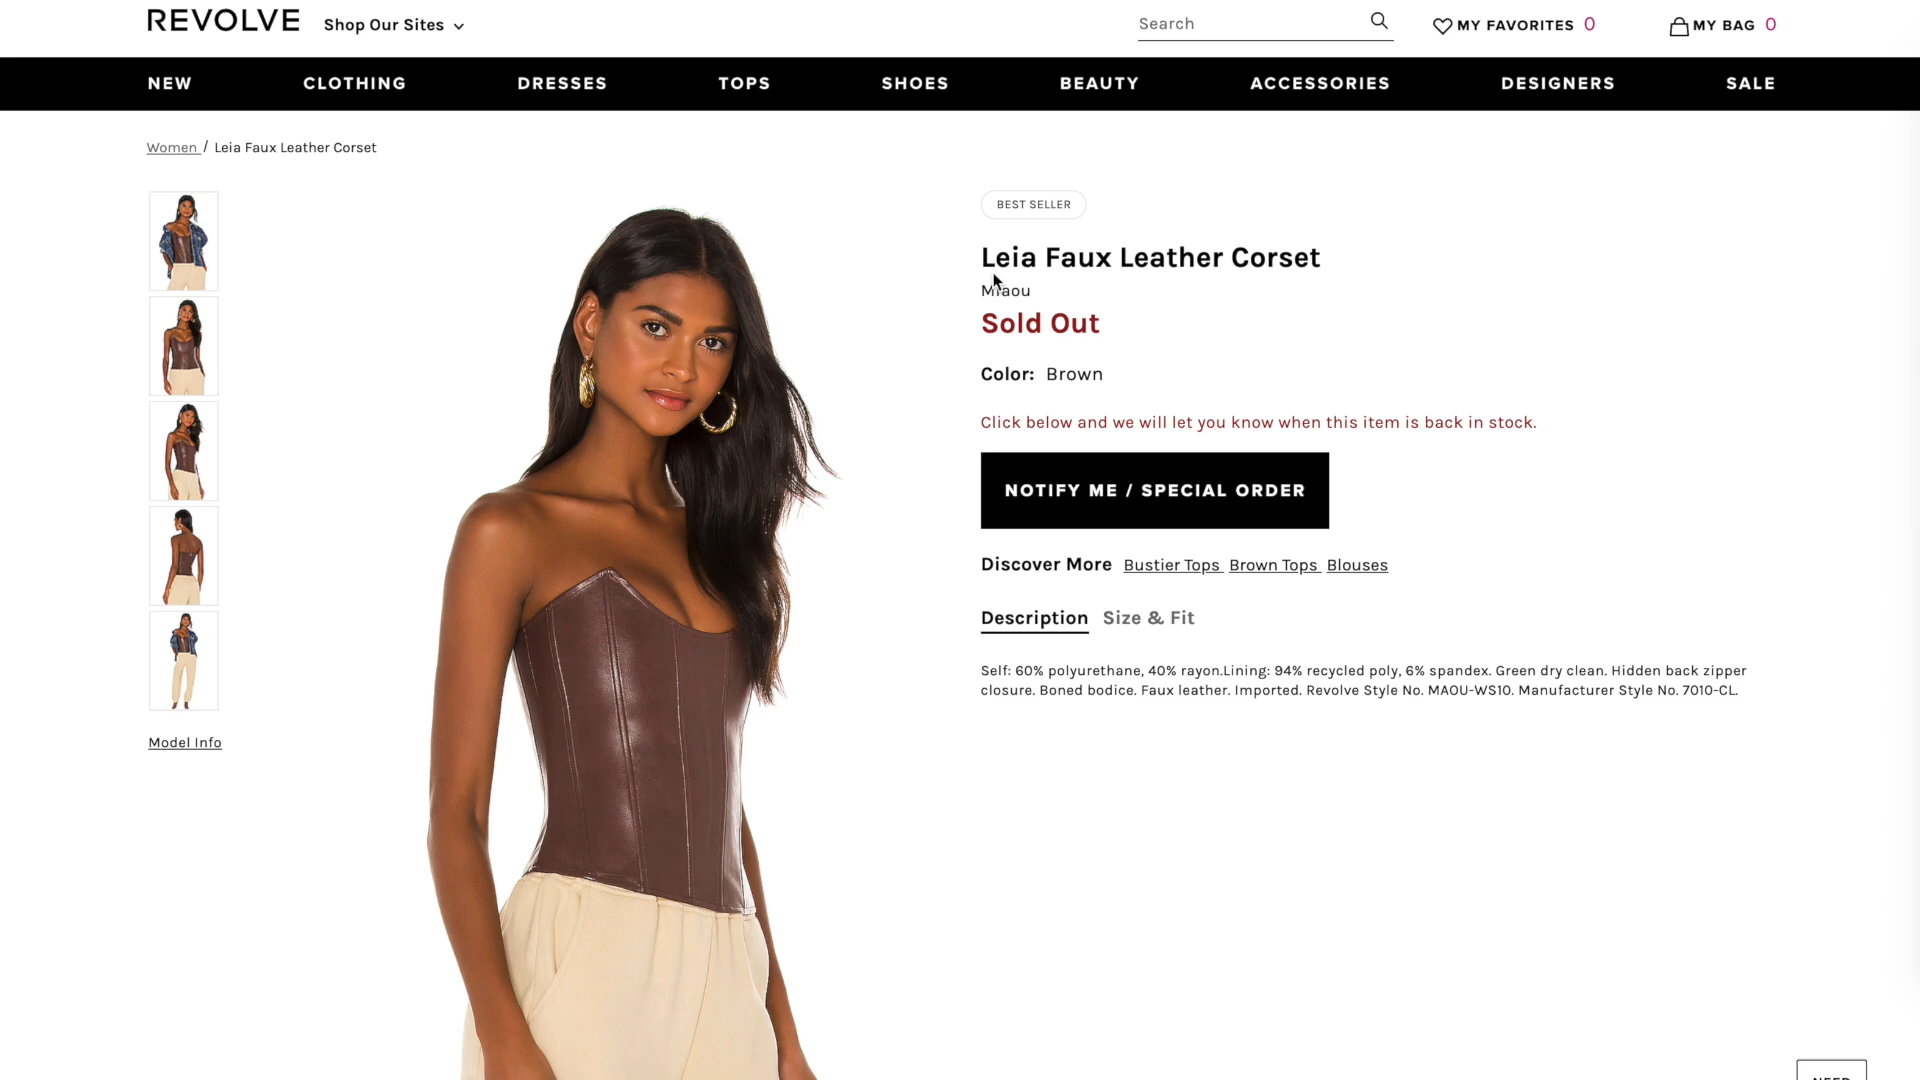 REVOLVE
Shop Our Sites
Search
MY FAVORITES 0
MY BAG 0
NEW
CLOTHING
DRESSES
TOPS
SHOES
BEAUTY
ACCESSORIES
DESIGNERS
SALE
Women / Leia Faux Leather Corset
BEST SELLER
Leia Faux Leather Corset
Miaou
Sold Out
Color: Brown
Click below and we will let you know when this item is back in stock.
NOTIFY ME / SPECIAL ORDER
Discover More Bustier Tops Brown Tops Blouses
Description Size & Fit
Self: 60% polyurethane, 40% rayon.Lining: 94% recycled poly, 6% spandex. Green dry clean. Hidden back zipper
closure. Boned bodice. Faux leather. Imported. Revolve Style No. MAOU-WS10. Manufacturer Style No. 7010-CL.
Model Info